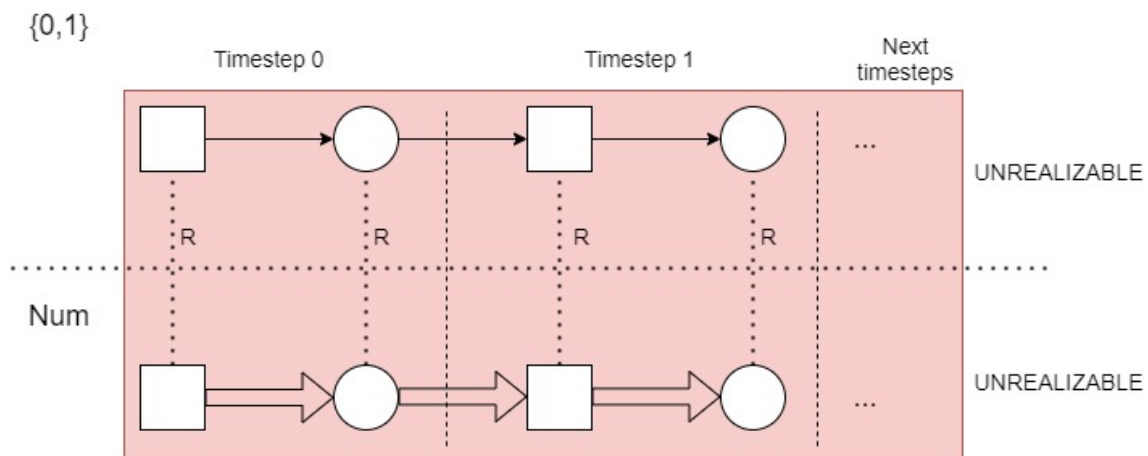 {0,1}
Timestep 0
Timestep 1
Next
timesteps
...
UNREALIZABLE
R
R
R
R
Num
...
UNREALIZABLE